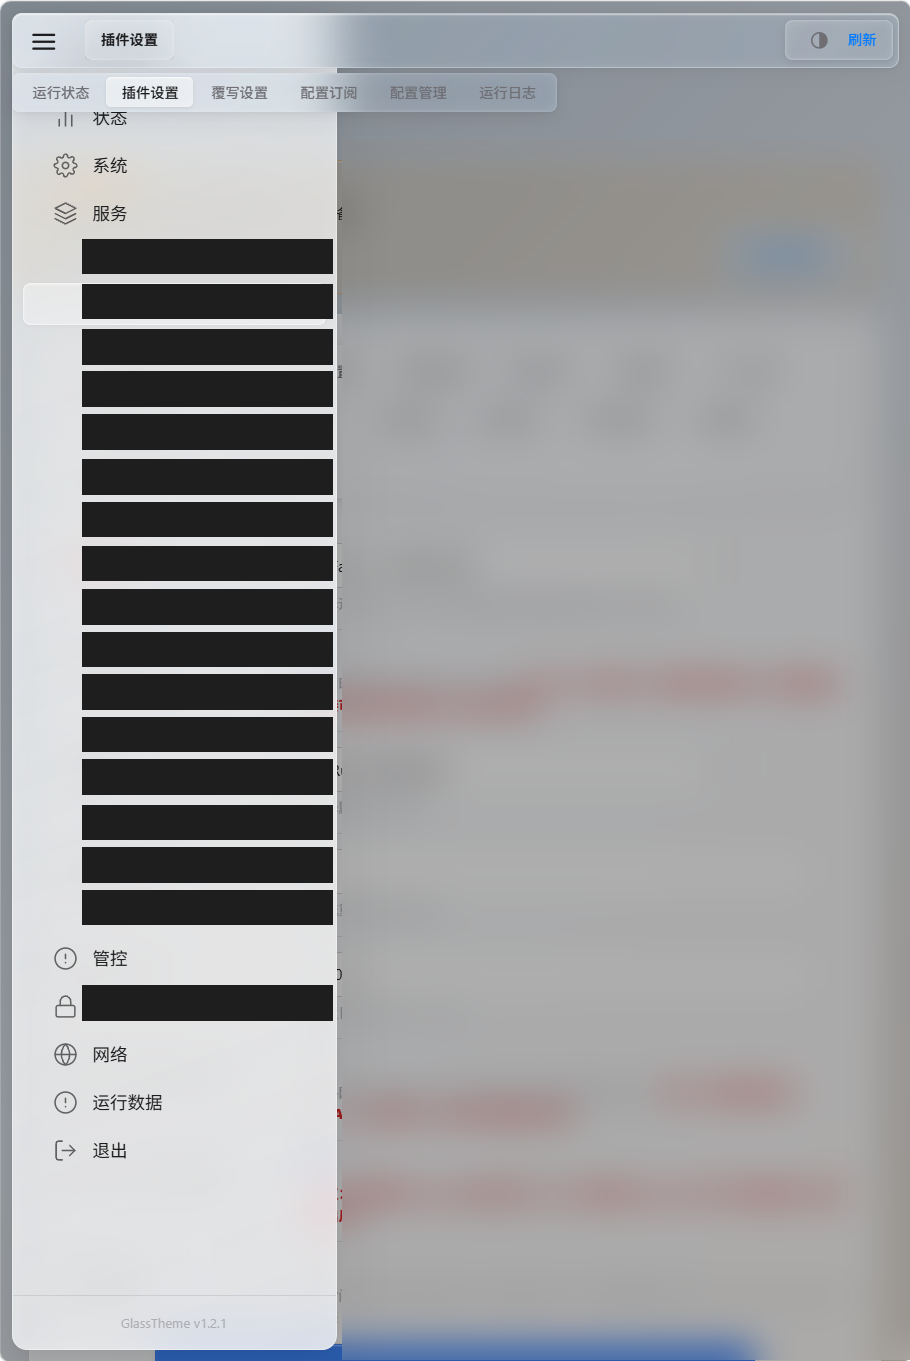 插件设置
刷新
运行状态 插件设置 覆写设置 配置订阅 配置管理 运行日志
状态
系统
服务
管控
网络
运行数据
退出
GlassTheme v1.2.1